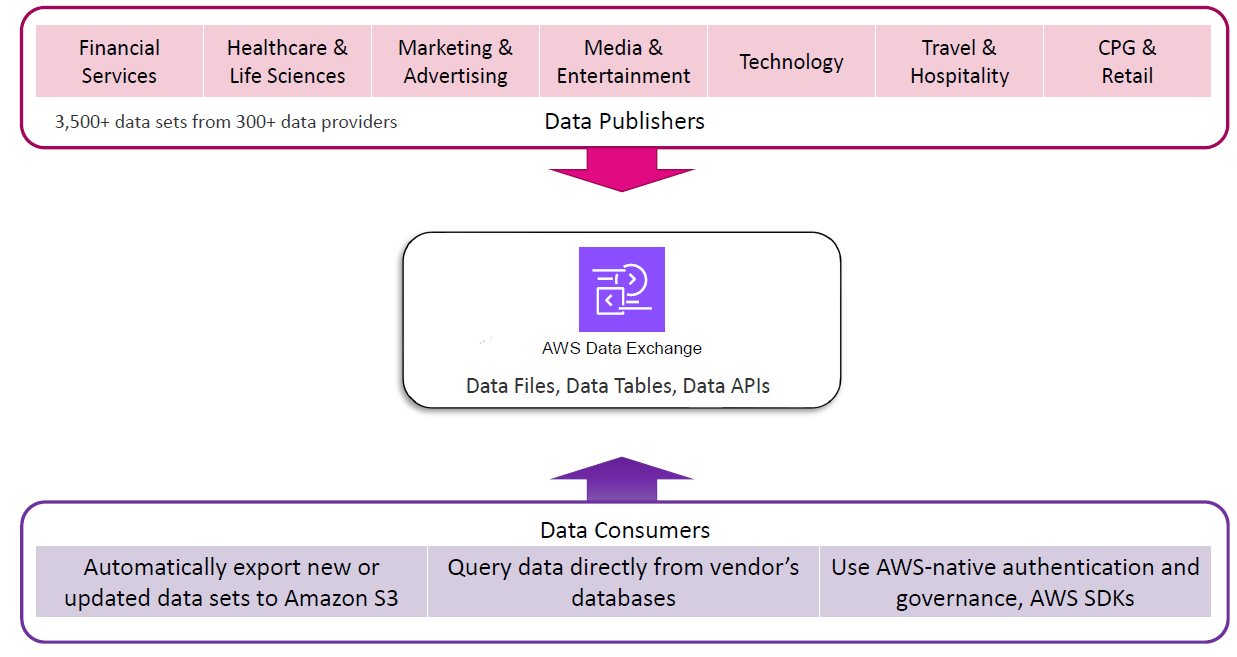 Financial
Services
Healthcare &
Life Sciences
Marketing &
Advertising
Media &
Entertainment
Technology
Travel &
Hospitality
CPG &
Retail
3,500+ data sets from 300+ data providers
Data Publishers
AWS Data Exchange
Data Files, Data Tables, Data APIs
Data Consumers
Automatically export new or
updated data sets to Amazon S3
Query data directly from vendor’s
databases
Use AWS-native authentication and
governance, AWS SDKs